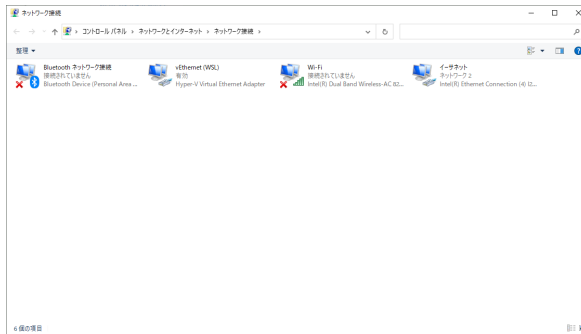 ネットワーク接続
コントロール パネル › ネットワークとインターネット › ネットワーク接続 ›
整理
Bluetooth ネットワーク接続
接続されていません
Bluetooth Device (Personal Area ...
vEthernet (WSL)
有効
Hyper-V Virtual Ethernet Adapter
Wi-Fi
接続されていません
Intel(R) Dual Band Wireless-AC 82...
イーサネット
ネットワーク 2
Intel(R) Ethernet Connection (4) I2...
6 個の項目